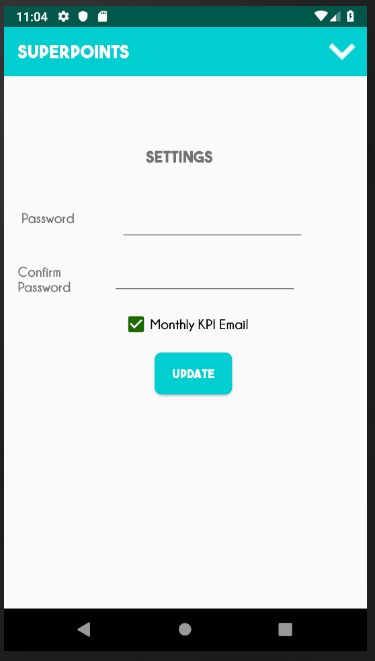 11:04
SUPERPOINTS
SETTINGS
Password
Confirm
Password
Monthly KPI Email
UPDATE